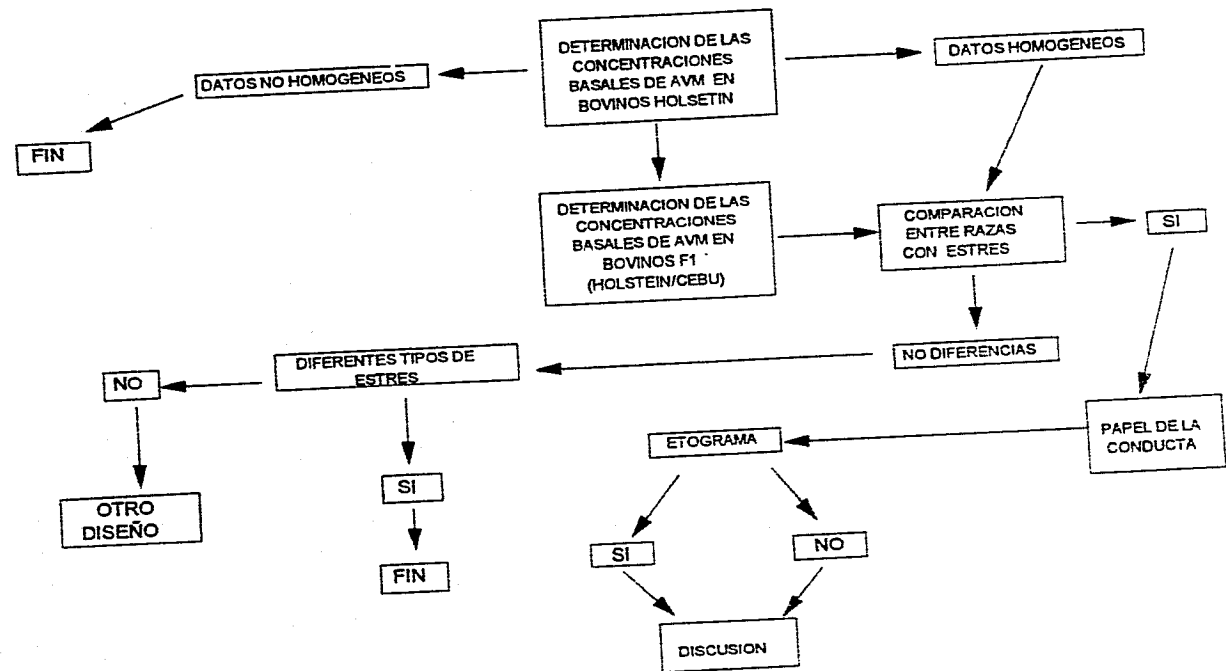 DETERMINACION DE LAS
CONCENTRACIONES
BASALES DE AVM EN
BOVINOS HOLSETIN
DATOS HOMOGENEOS
DATOS NO HOMOGENEOS
FIN
DETERMINACION DE LAS
CONCENTRACIONES
BASALES DE AVM EN
BOVINOS F1
(HOLSTEIN/CEBU)
COMPARACION
ENTRE RAZAS
CON ESTRES
SI
NO DIFERENCIAS
DIFERENTES TIPOS DE
ESTRES
NO
PAPEL DE LA
CONDUCTA
ETOGRAMA
SI
OTRO
DISEÑO
SI
NO
FIN
DISCUSION